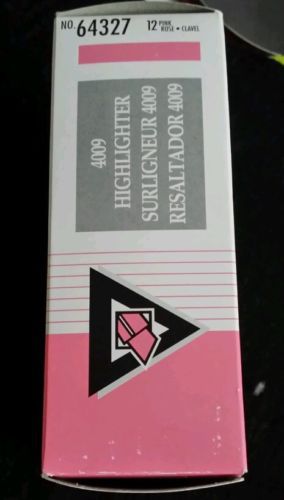 NO. 64327 12 PINK
ROSE • CLAVEL
4009
HIGHLIGHTER
SURLIGNEUR 4009
RESALTADOR 4009